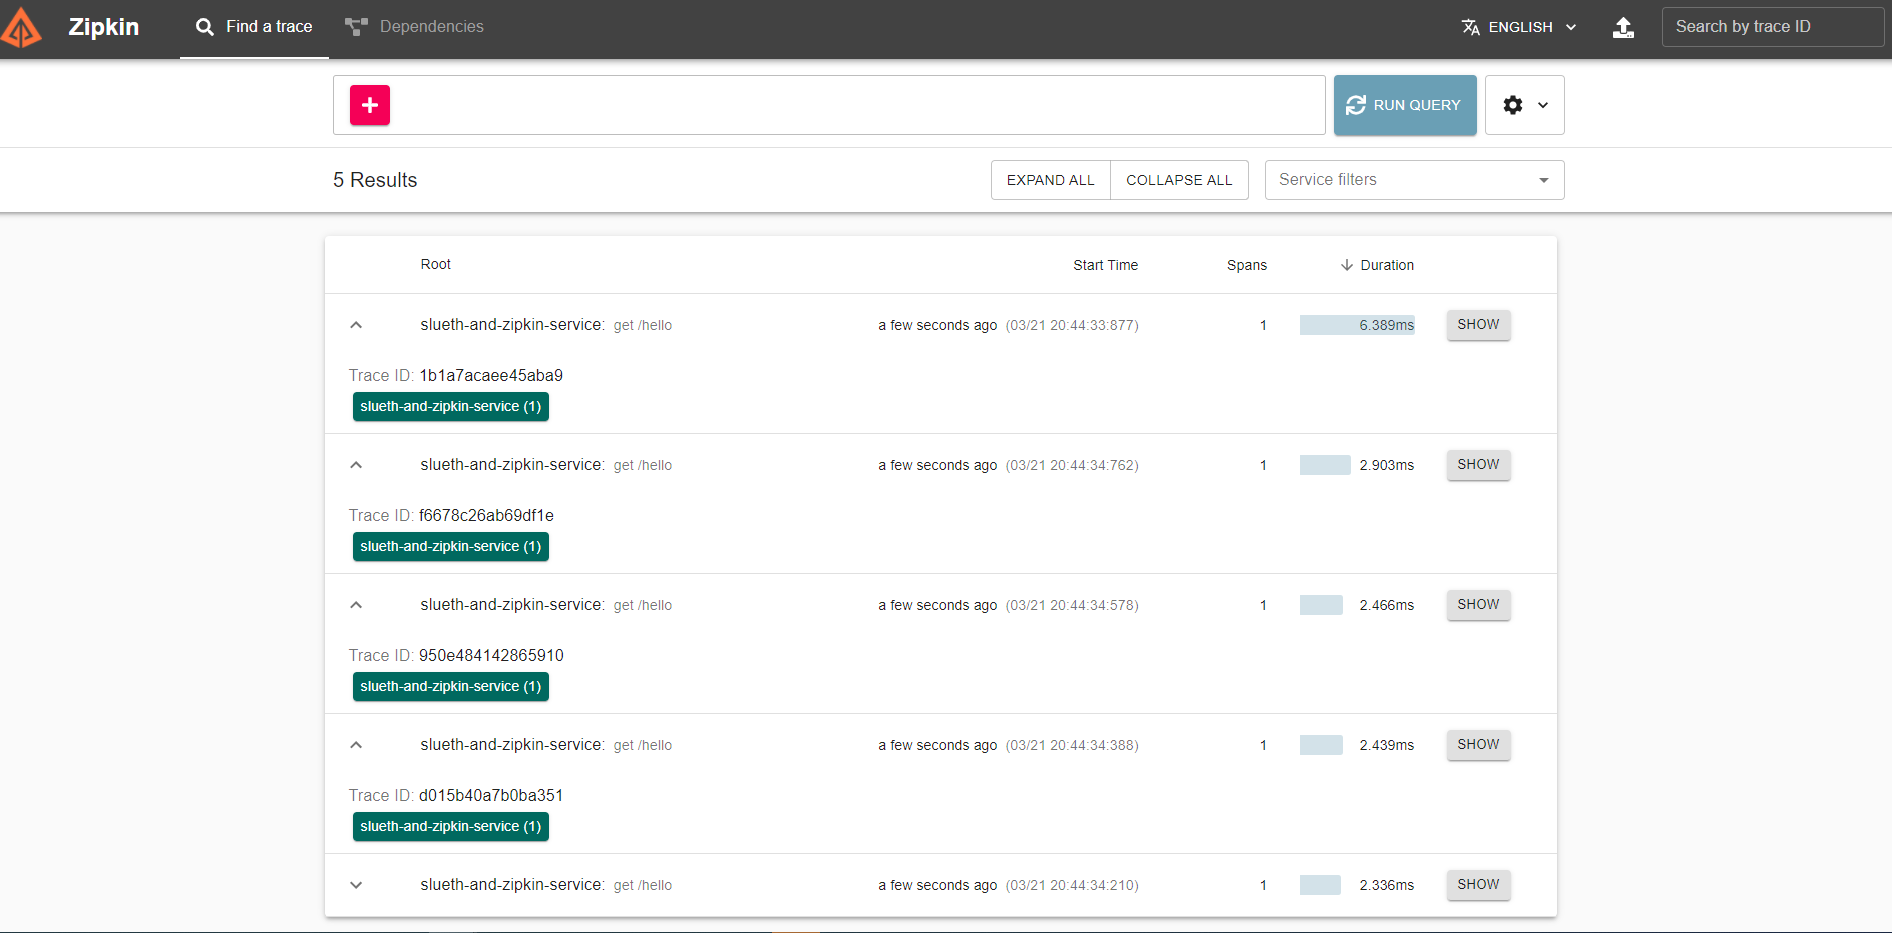 Zipkin Find a trace Dependencies ENGLISH Search by trace ID
RUN QUERY
5 Results EXPAND ALL COLLAPSE ALL Service filters
Root Start Time Spans Duration
slueth-and-zipkin-service: get /hello a few seconds ago (03/21 20:44:33:877) 1 6.389ms SHOW
Trace ID: 1b1a7acaee45aba9
slueth-and-zipkin-service (1)
slueth-and-zipkin-service: get /hello a few seconds ago (03/21 20:44:34:762) 1 2.903ms SHOW
Trace ID: f6678c26ab69df1e
slueth-and-zipkin-service (1)
slueth-and-zipkin-service: get /hello a few seconds ago (03/21 20:44:34:578) 1 2.466ms SHOW
Trace ID: 950e484142865910
slueth-and-zipkin-service (1)
slueth-and-zipkin-service: get /hello a few seconds ago (03/21 20:44:34:388) 1 2.439ms SHOW
Trace ID: d015b40a7b0ba351
slueth-and-zipkin-service (1)
slueth-and-zipkin-service: get /hello a few seconds ago (03/21 20:44:34:210) 1 2.336ms SHOW